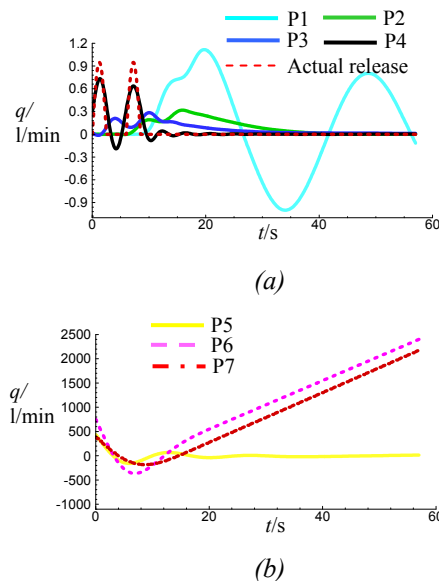 P1 P2
P3 P4
Actual release
q/
l/min
1.2
0.9
0.6
0.3
0
-0.3
-0.6
-0.9
0 20 40 60
t/s
(a)
P5
P6
P7
q/
l/min
2500
2000
1500
1000
500
0
-500
-1000
0 20 40 60
t/s
(b)